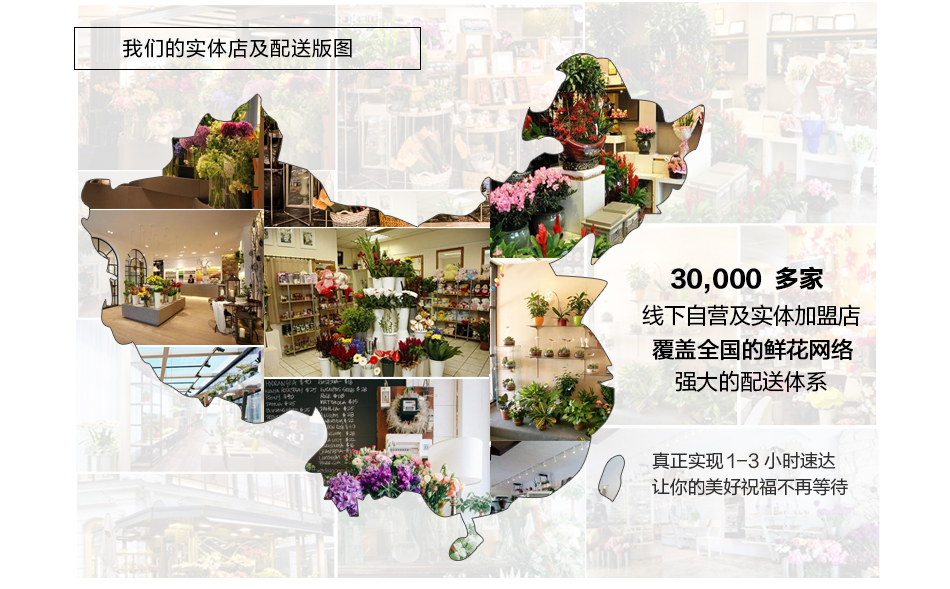 我们的实体店及配送版图
30,000 多家
线下自营及实体加盟店
覆盖全国的鲜花网络
强大的配送体系
真正实现1-3 小时速达
让你的美好祝福不再等待